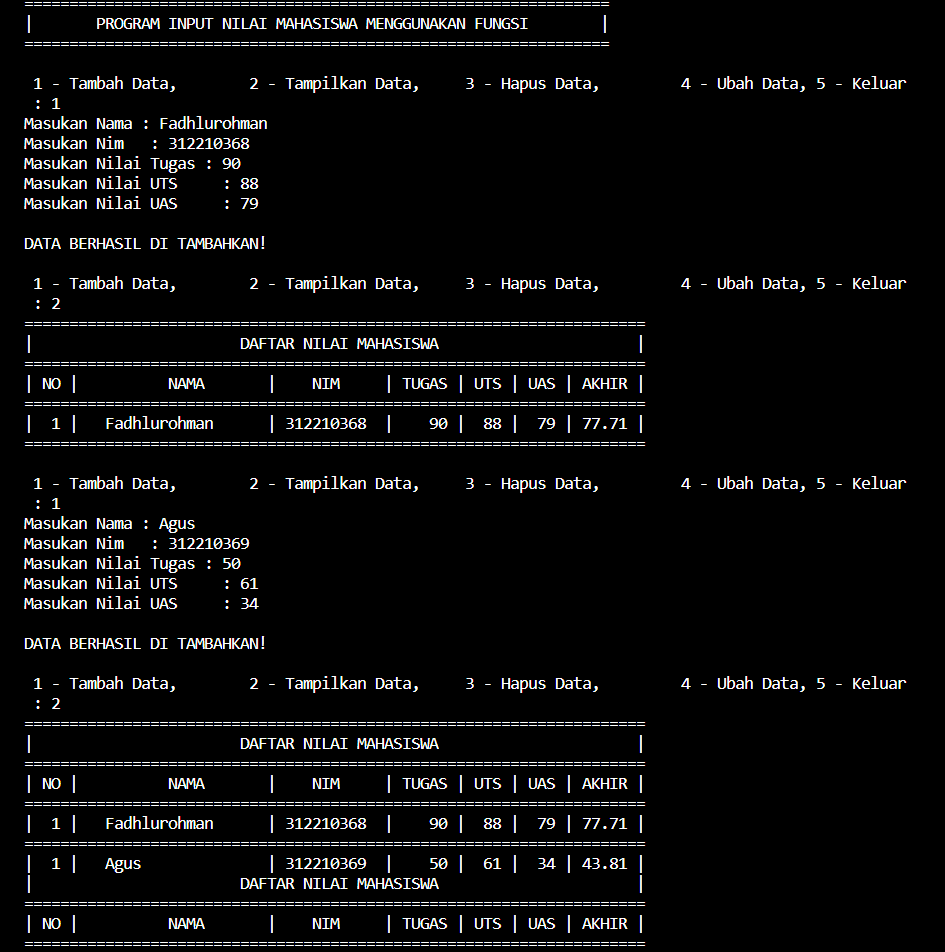 =================================================================
|       PROGRAM INPUT NILAI MAHASISWA MENGGUNAKAN FUNGSI        |
=================================================================
 1 - Tambah Data,        2 - Tampilkan Data,     3 - Hapus Data,         4 - Ubah Data, 5 - Keluar
 : 1
Masukan Nama : Fadhlurohman
Masukan Nim   : 312210368
Masukan Nilai Tugas : 90
Masukan Nilai UTS     : 88
Masukan Nilai UAS     : 79
DATA BERHASIL DI TAMBAHKAN!
 1 - Tambah Data,        2 - Tampilkan Data,     3 - Hapus Data,         4 - Ubah Data, 5 - Keluar
 : 2
=====================================================================
|                       DAFTAR NILAI MAHASISWA                      |
=====================================================================
| NO |          NAMA       |    NIM     | TUGAS | UTS | UAS | AKHIR |
=====================================================================
|  1 |   Fadhlurohman      | 312210368  |    90 |  88 |  79 | 77.71 |
=====================================================================
 1 - Tambah Data,        2 - Tampilkan Data,     3 - Hapus Data,         4 - Ubah Data, 5 - Keluar
 : 1
Masukan Nama : Agus
Masukan Nim   : 312210369
Masukan Nilai Tugas : 50
Masukan Nilai UTS     : 61
Masukan Nilai UAS     : 34
DATA BERHASIL DI TAMBAHKAN!
 1 - Tambah Data,        2 - Tampilkan Data,     3 - Hapus Data,         4 - Ubah Data, 5 - Keluar
 : 2
=====================================================================
|                       DAFTAR NILAI MAHASISWA                      |
=====================================================================
| NO |          NAMA       |    NIM     | TUGAS | UTS | UAS | AKHIR |
=====================================================================
|  1 |   Fadhlurohman      | 312210368  |    90 |  88 |  79 | 77.71 |
=====================================================================
|  1 |   Agus              | 312210369  |    50 |  61 |  34 | 43.81 |
|                       DAFTAR NILAI MAHASISWA                      |
=====================================================================
| NO |          NAMA       |    NIM     | TUGAS | UTS | UAS | AKHIR |
=====================================================================